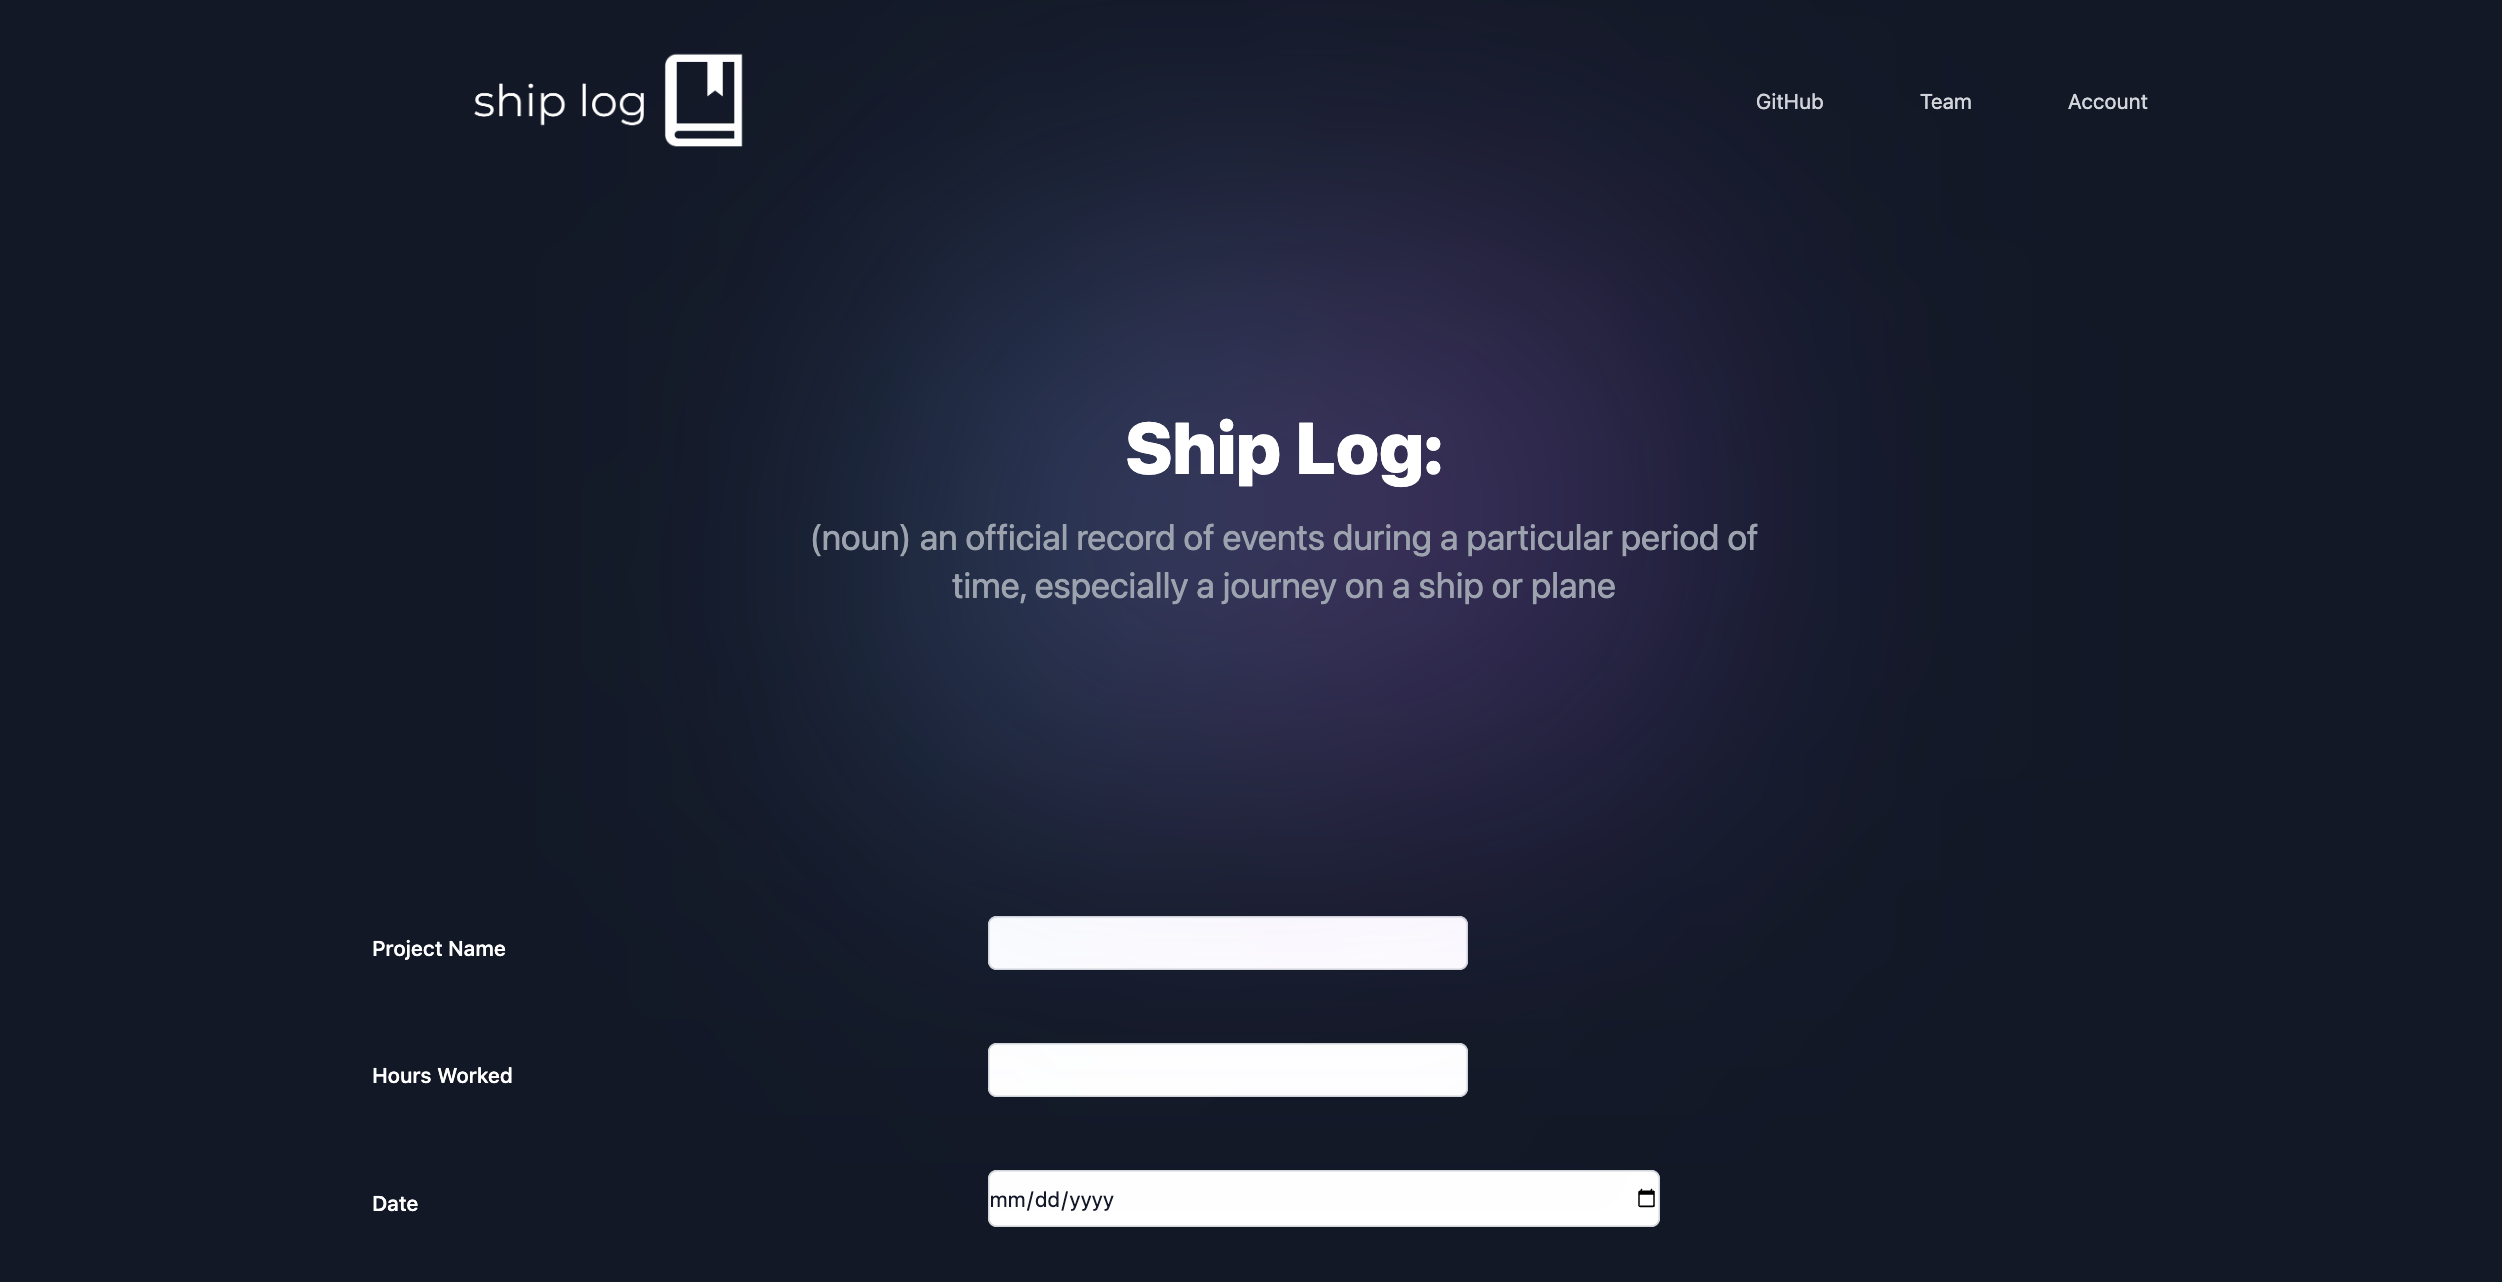 ship log
GitHub
Team
Account
Ship Log:
(noun) an official record of events during a particular period of
time, especially a journey on a ship or plane
Project Name
Hours Worked
Date
mm/dd/yyyy